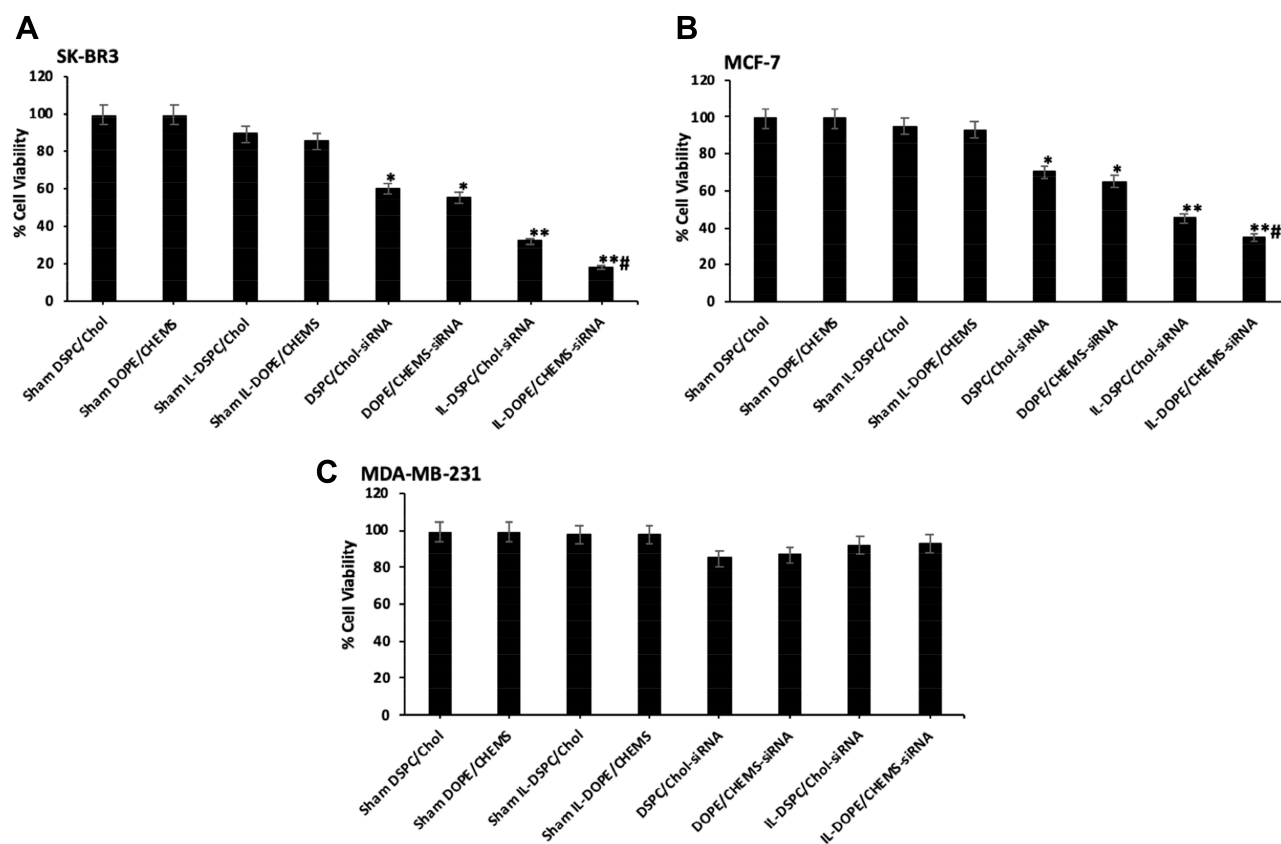 A
SK-BR3
120
100
80
60
40
20
0
% Cell Viability
*
*
**
**#
Sham DSPC/Chol
Sham DOPE/CHEMS
Sham IL-DSPC/Chol
Sham IL-DOPE/CHEMS
DSPC/Chol-siRNA
DOPE/CHEMS-siRNA
IL-DSPC/Chol-siRNA
IL-DOPE/CHEMS-siRNA
B
MCF-7
120
100
80
60
40
20
0
% Cell Viability
*
*
**
**#
Sham DSPC/Chol
Sham DOPE/CHEMS
Sham IL-DSPC/Chol
Sham IL-DOPE/CHEMS
DSPC/Chol-siRNA
DOPE/CHEMS-siRNA
IL-DSPC/Chol-siRNA
IL-DOPE/CHEMS-siRNA
C
MDA-MB-231
120
100
80
60
40
20
0
% Cell Viability
Sham DSPC/Chol
Sham DOPE/CHEMS
Sham IL-DSPC/Chol
Sham IL-DOPE/CHEMS
DSPC/Chol-siRNA
DOPE/CHEMS-siRNA
IL-DSPC/Chol-siRNA
IL-DOPE/CHEMS-siRNA